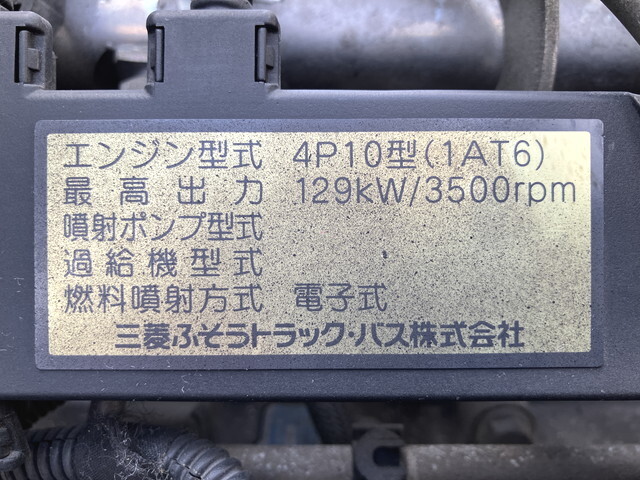 エンジン型式 4P10型(1AT6)
最高出力 129kW/3500rpm
噴射ポンプ型式
過給機型式
燃料噴射方式 電子式
三菱ふそうトラック・バス株式会社